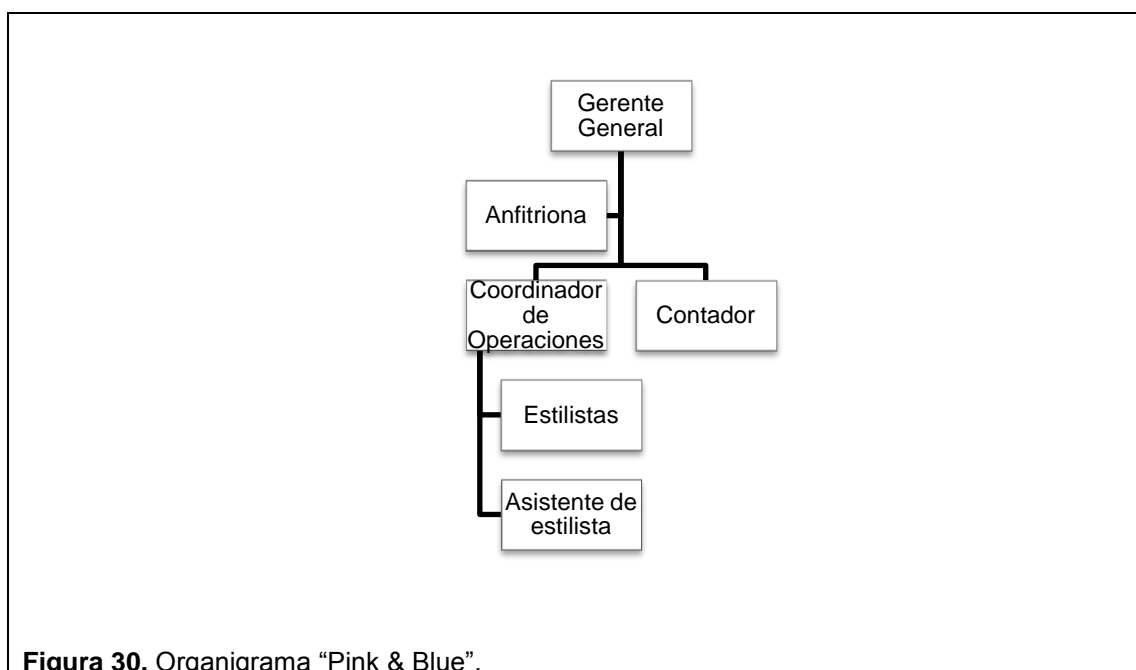 Gerente
General
Anfitriona
Coordinador
de
Operaciones
Contador
Estilistas
Asistente de
estilista
Figura 30. Organigrama “Pink & Blue”.